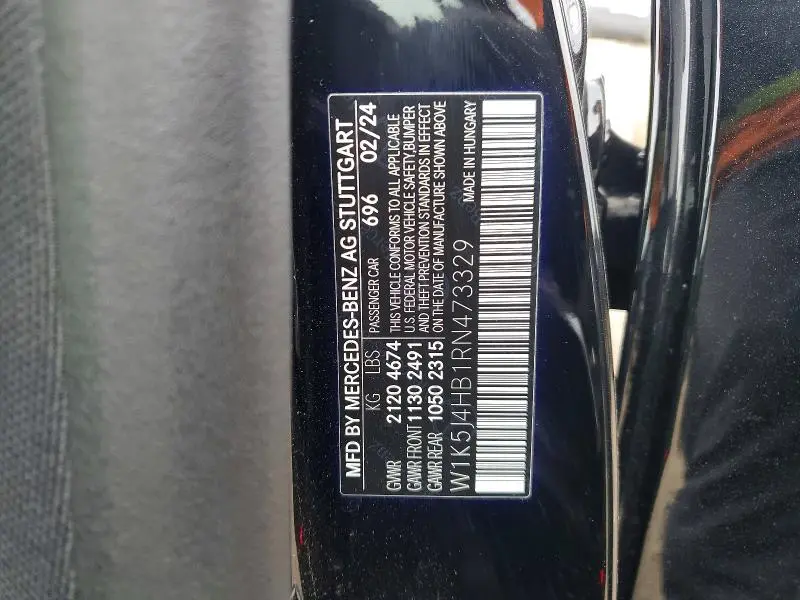 MFD BY MERCEDES-BENZ AG STUTTGART
KG LBS PASSENGER CAR 696 02/24
GVWR 2120 4674 THIS VEHICLE CONFORMS TO ALL APPLICABLE
GAWR FRONT 1130 2491 U.S. FEDERAL MOTOR VEHICLE SAFETY, BUMPER
GAWR REAR 1050 2315 AND THEFT PREVENTION STANDARDS IN EFFECT
ON THE DATE OF MANUFACTURE SHOWN ABOVE
W1K5J4HB1RN473329 MADE IN HUNGARY